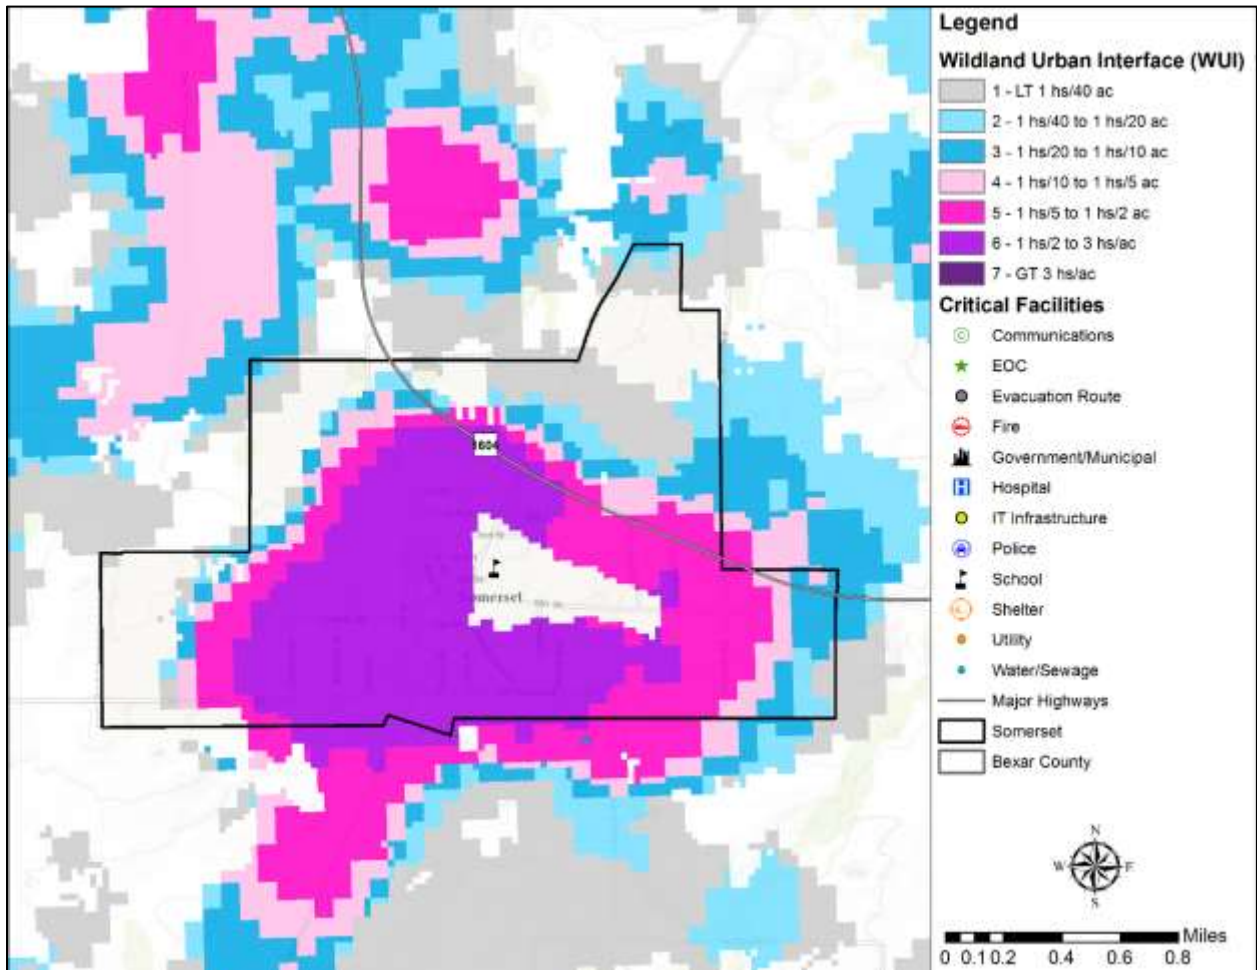 Legend
Wildland Urban Interface (WUI)
1 - LT 1 hs/40 ac
2 - 1 hs/40 to 1 hs/20 ac
3 - 1 hs/20 to 1 hs/10 ac
4 - 1 hs/10 to 1 hs/5 ac
5 - 1 hs/5 to 1 hs/2 ac
6 - 1 hs/2 to 3 hs/ac
7 - GT 3 hs/ac
Critical Facilities
Communications
EOC
Evacuation Route
Fire
Government/Municipal
Hospital
IT Infrastructure
Police
School
Shelter
Utility
Water/Sewage
Major Highways
Somerset
Bexar County
1604
Somerset
N
W E
S
Miles
0 0.1 0.2 0.4 0.6 0.8